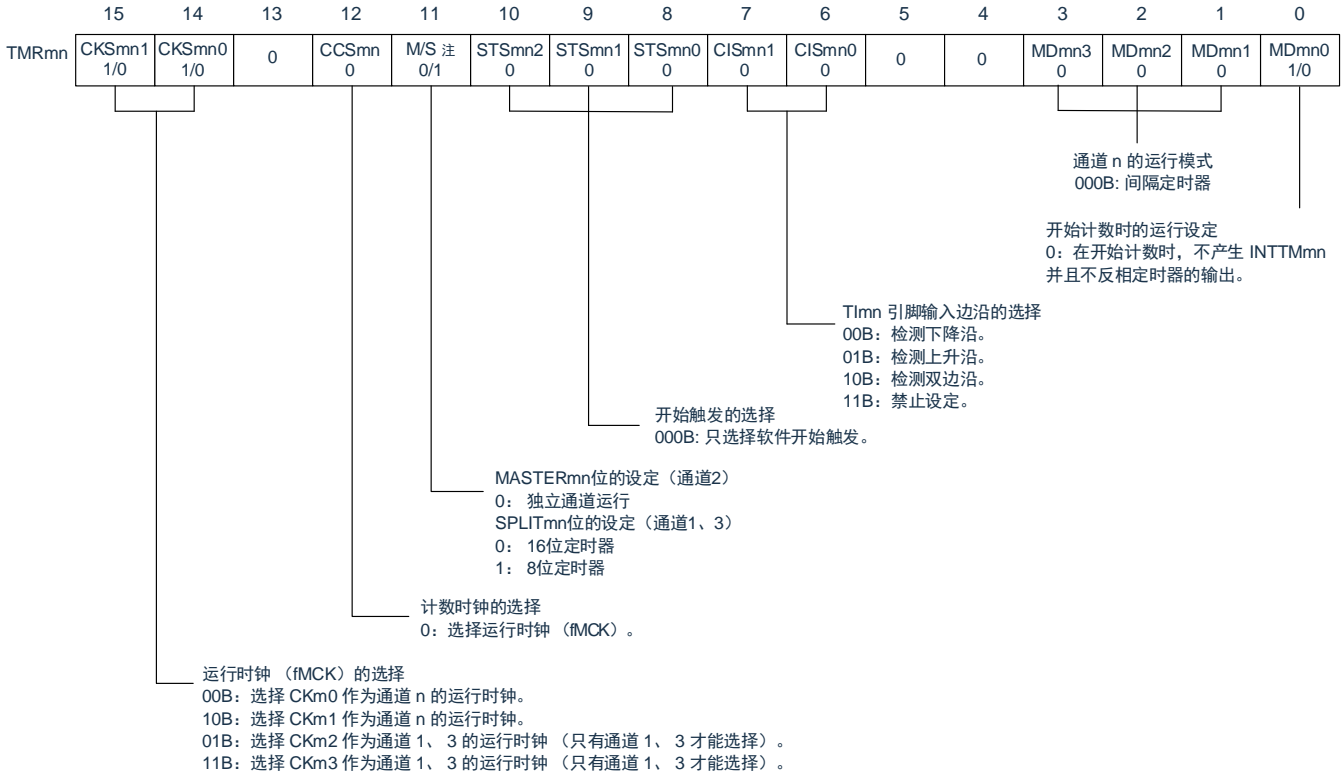 15 14 13 12 11 10 9 8 7 6 5 4 3 2 1 0
TMRmn CKSmn1 CKSmn0 0 CCSmn M/S 注 STSmn2 STSmn1 STSmn0 CISmn1 CISmn0 0 0 MDmn3 MDmn2 MDmn1 MDmn0
1/0 1/0 0 0/1 0 0 0 0 0 0 0 0 1/0
通道 n 的运行模式
000B: 间隔定时器
开始计数时的运行设定
0：在开始计数时，不产生 INTTMmn
并且不反相定时器的输出。
TImn 引脚输入边沿的选择
00B：检测下降沿。
01B：检测上升沿。
10B：检测双边沿。
11B：禁止设定。
开始触发的选择
000B: 只选择软件开始触发。
MASTERmn位的设定（通道2）
0： 独立通道运行
SPLITmn位的设定（通道1、3）
0： 16位定时器
1： 8位定时器
计数时钟的选择
0：选择运行时钟 （fMCK）。
运行时钟 （fMCK）的选择
00B：选择 CKm0 作为通道 n 的运行时钟。
10B：选择 CKm1 作为通道 n 的运行时钟。
01B：选择 CKm2 作为通道 1、 3 的运行时钟 （只有通道 1、 3 才能选择）。
11B：选择 CKm3 作为通道 1、 3 的运行时钟 （只有通道 1、 3 才能选择）。